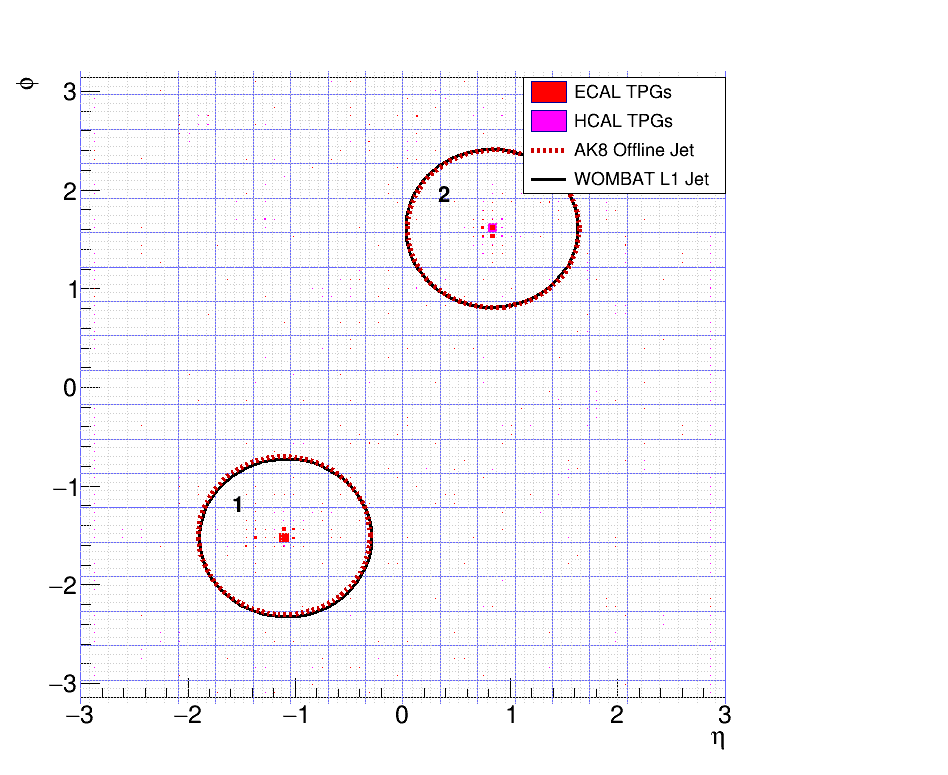 ϕ
3
2
1
0
−1
−2
−3
ECAL TPGs
HCAL TPGs
AK8 Offline Jet
WOMBAT L1 Jet
2
1
−3 −2 −1 0 1 2 3
η